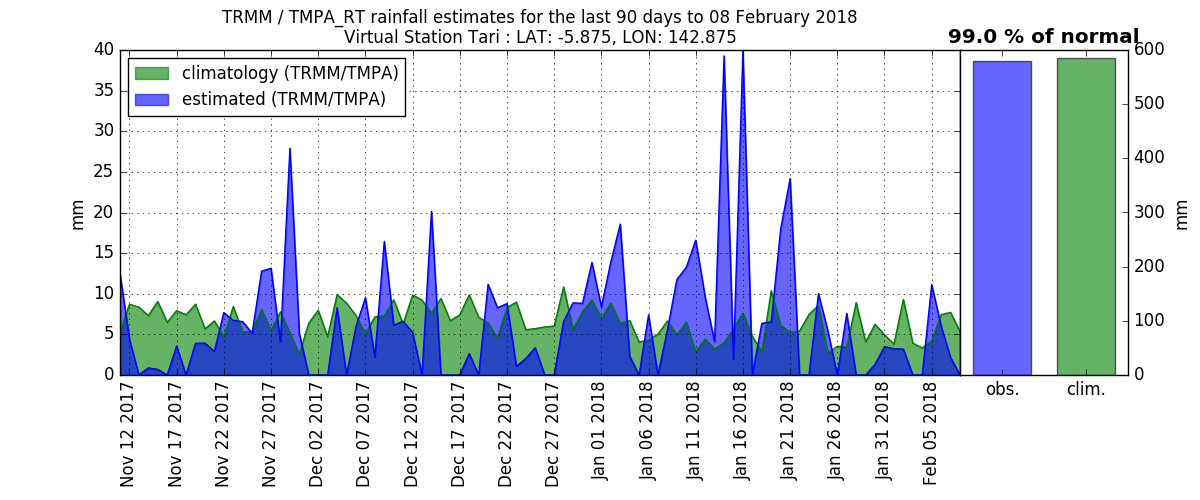 TRMM / TMPA_RT rainfall estimates for the last 90 days to 08 February 2018
Virtual Station Tari : LAT: -5.875, LON: 142.875
99.0 % of normal
climatology (TRMM/TMPA)
estimated (TRMM/TMPA)
40
35
30
25
20
15
10
5
0
mm
Nov 12 2017
Nov 17 2017
Nov 22 2017
Nov 27 2017
Dec 02 2017
Dec 07 2017
Dec 12 2017
Dec 17 2017
Dec 22 2017
Dec 27 2017
Jan 01 2018
Jan 06 2018
Jan 11 2018
Jan 16 2018
Jan 21 2018
Jan 26 2018
Jan 31 2018
Feb 05 2018
obs.
clim.
600
500
400
300
200
100
0
mm